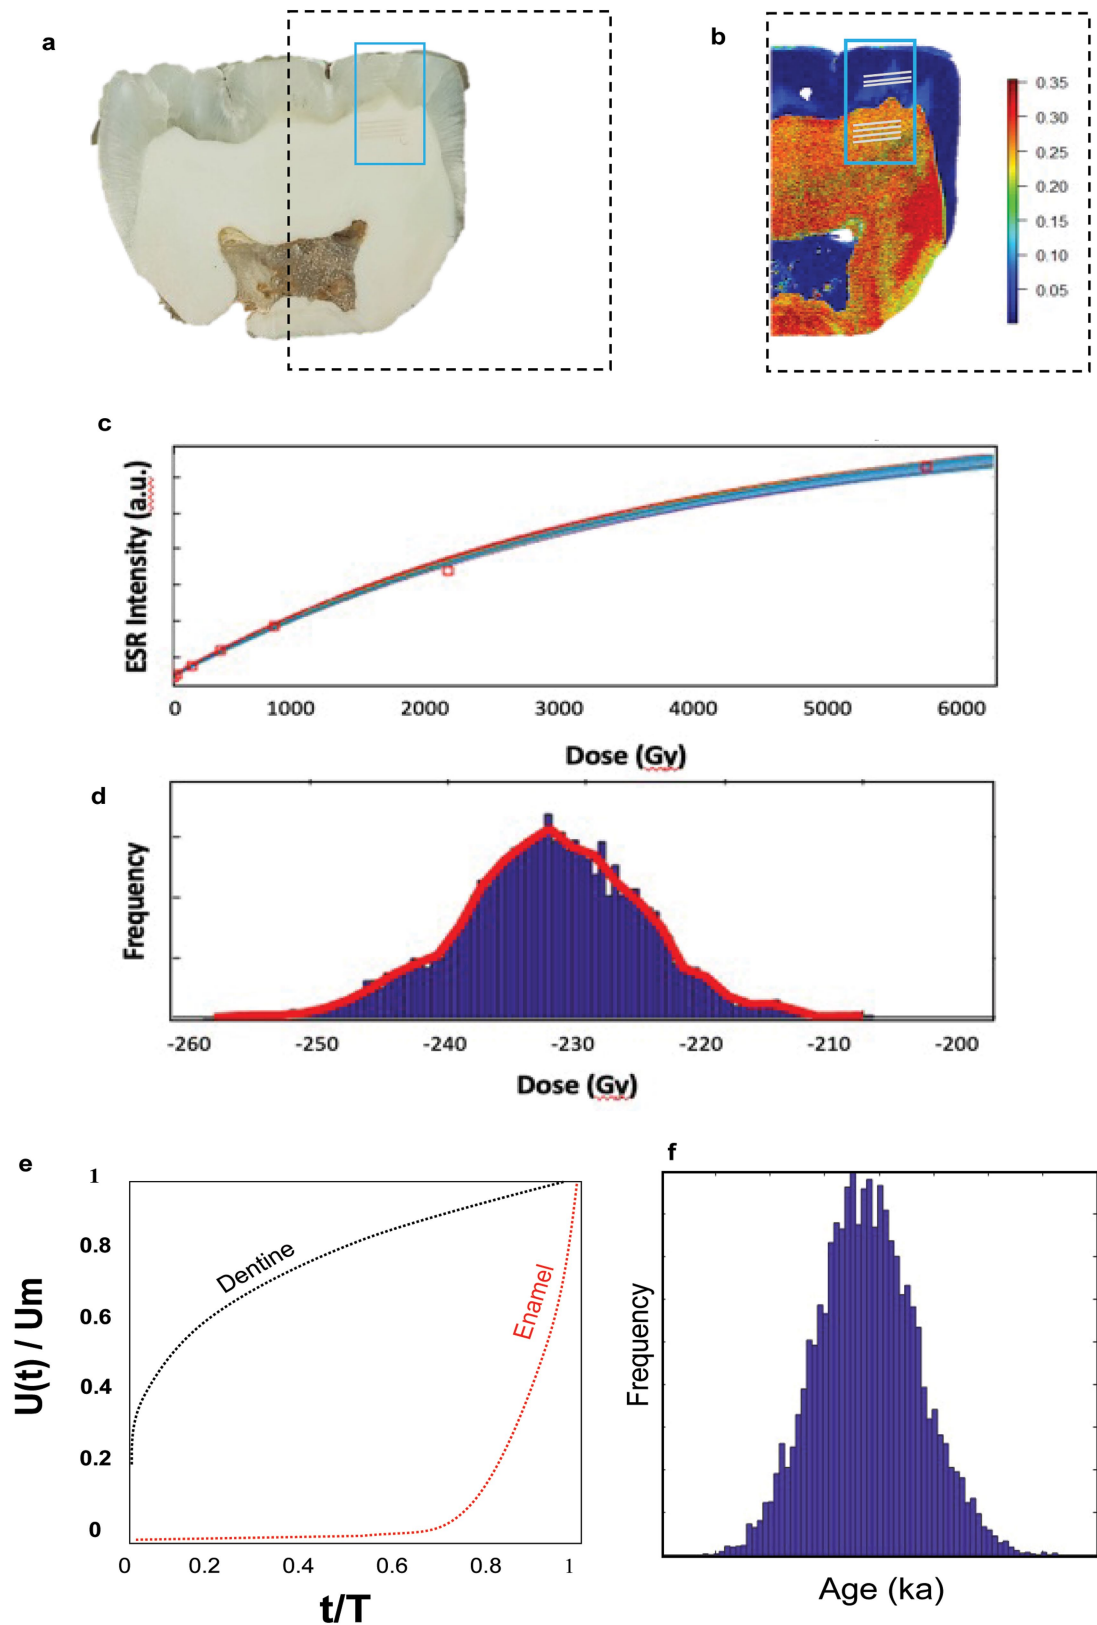 a
b
0.35
0.30
0.25
0.20
0.15
0.10
0.05
c
ESR Intensity (a.u.)
0 1000 2000 3000 4000 5000 6000
Dose (Gy)
d
Frequency
-260 -250 -240 -230 -220 -210 -200
Dose (Gy)
e
1
0.8
0.6
0.4
0.2
0
U(t) / Um
Dentine
Enamel
0 0.2 0.4 0.6 0.8 1
t/T
f
Frequency
Age (ka)